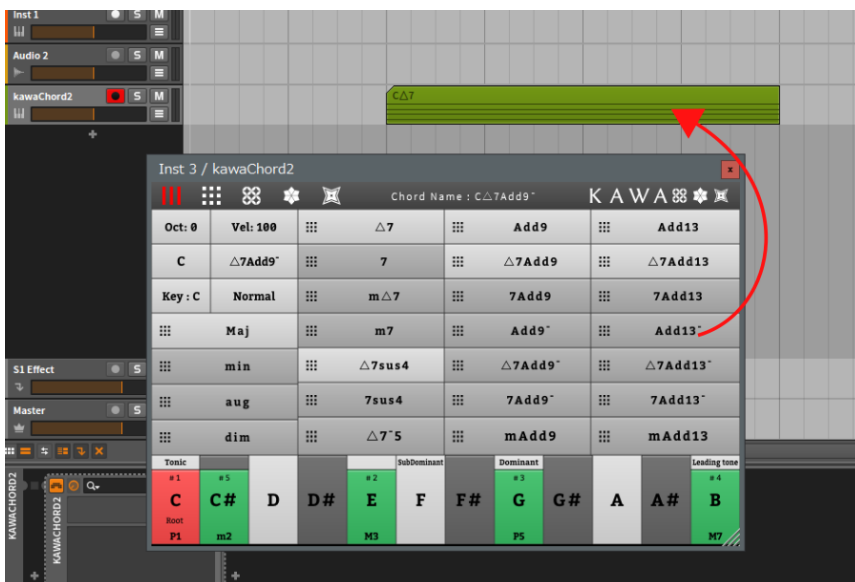 Inst 1 S M
Audio 2 S M
kawaChord2 S M
C△7
Inst 3 / kawaChord2 x
Chord Name : C△7Add9⁻ KAWA
Oct: 0 Vel: 100 △7 Add9 Add13
C △7Add9⁻ 7 △7Add9 △7Add13
Key : C Normal m△7 7Add9 7Add13
Maj m7 Add9⁻ Add13⁻
min △7sus4 △7Add9⁻ △7Add13⁻
aug 7sus4 7Add9⁻ 7Add13⁻
dim △7⁻5 mAdd9 mAdd13
S1 Effect S
Master S
Tonic SubDominant Dominant Leading tone
#1 #5 #2 #3 #4
C C# D D# E F F# G G# A A# B
Root
P1 m2 M3 P5 M7
KAWACHORD2
KAWACHORD2